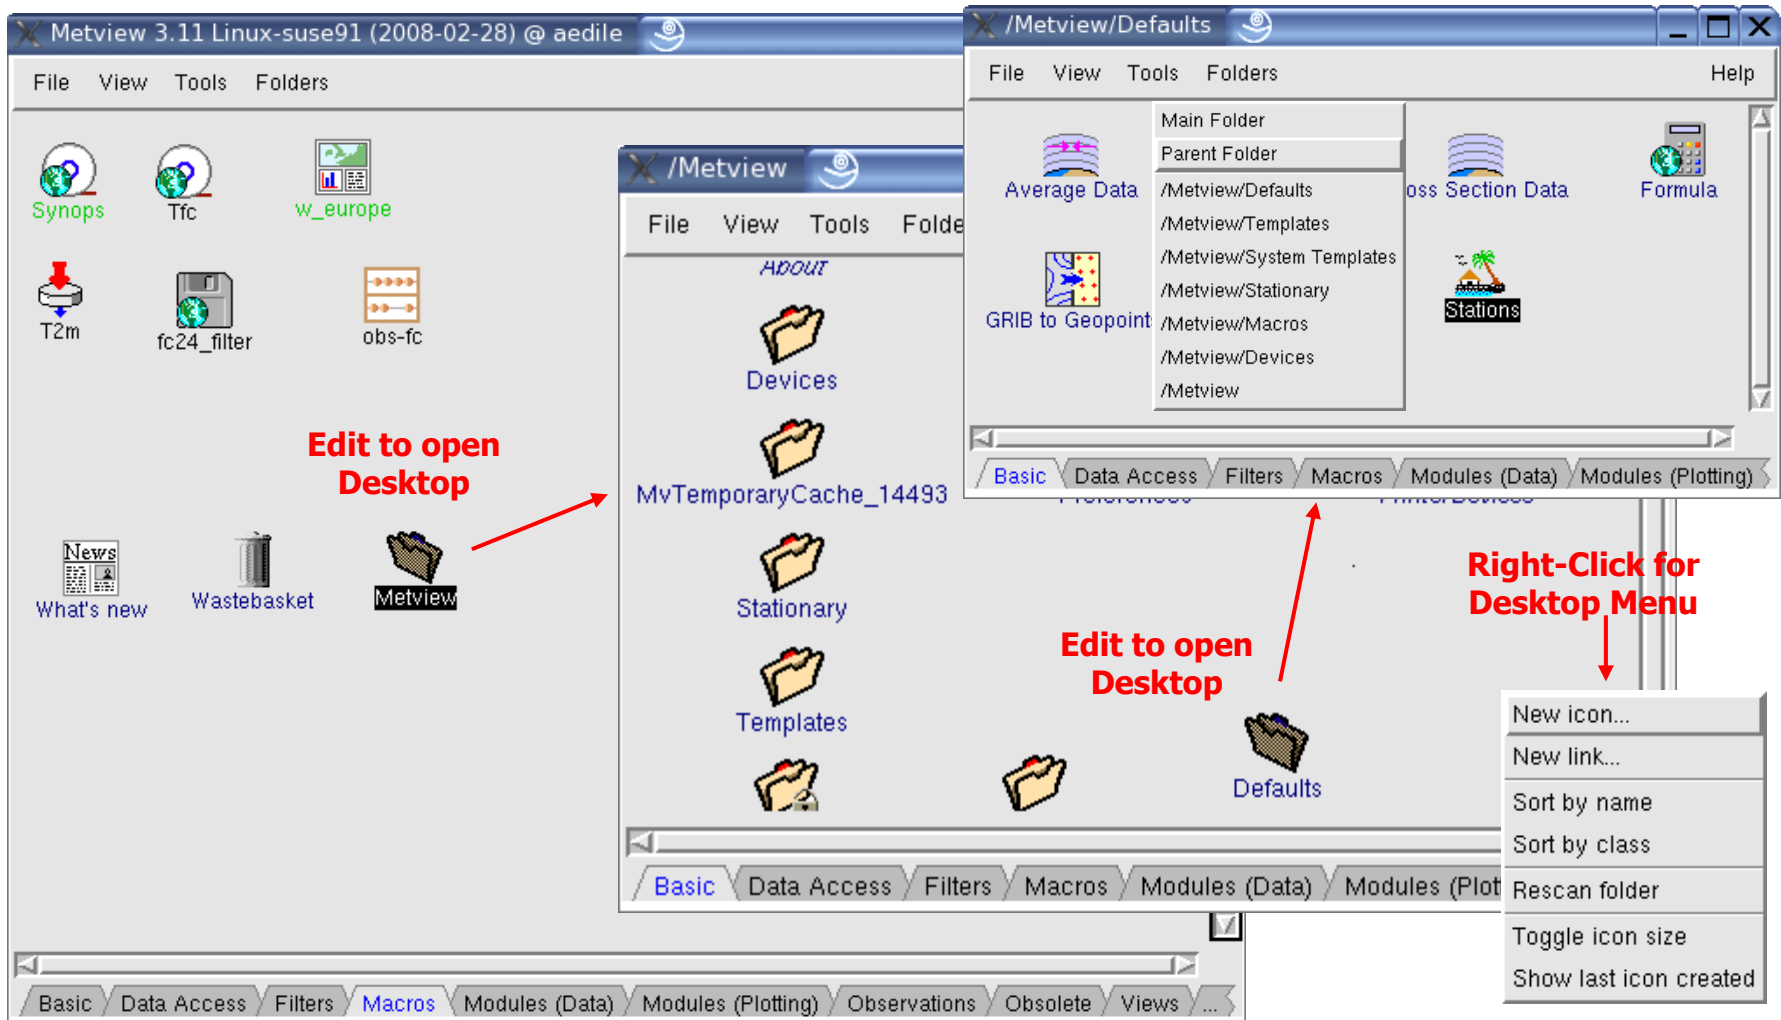 Metview 3.11 Linux-suse91 (2008-02-28) @ aedile
File View Tools Folders
Synops
Tfc
w_europe
T2m
fc24_filter
obs-fc
Edit to open
Desktop
News
What's new
Wastebasket
Metview
Basic Data Access Filters Macros Modules (Data) Modules (Plotting) Observations Obsolete Views ...
/Metview
File View Tools Folde
About
Devices
MvTemporaryCache_14493
Preferences
PrinterDevices
Stationary
Templates
Defaults
Edit to open
Desktop
Basic Data Access Filters Macros Modules (Data) Modules (Plot
/Metview/Defaults
File View Tools Folders Help
Main Folder
Parent Folder
/Metview/Defaults
/Metview/Templates
/Metview/System Templates
/Metview/Stationary
/Metview/Macros
/Metview/Devices
/Metview
Average Data
oss Section Data
Formula
GRIB to Geopoint
Stations
Basic Data Access Filters Macros Modules (Data) Modules (Plotting)
Right-Click for
Desktop Menu
New icon...
New link...
Sort by name
Sort by class
Rescan folder
Toggle icon size
Show last icon created